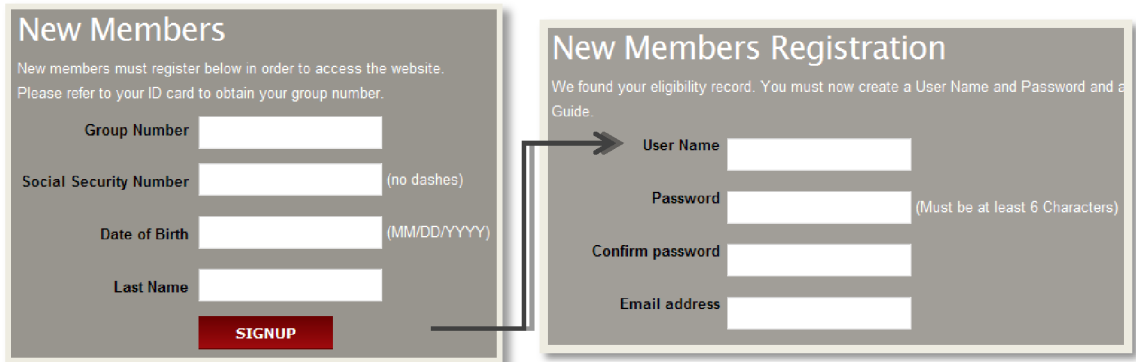 New Members
New members must register below in order to access the website.
Please refer to your ID card to obtain your group number.
Group Number
Social Security Number (no dashes)
Date of Birth (MM/DD/YYYY)
Last Name
SIGNUP
New Members Registration
We found your eligibility record. You must now create a User Name and Password and a
Guide.
User Name
Password (Must be at least 6 Characters)
Confirm password
Email address